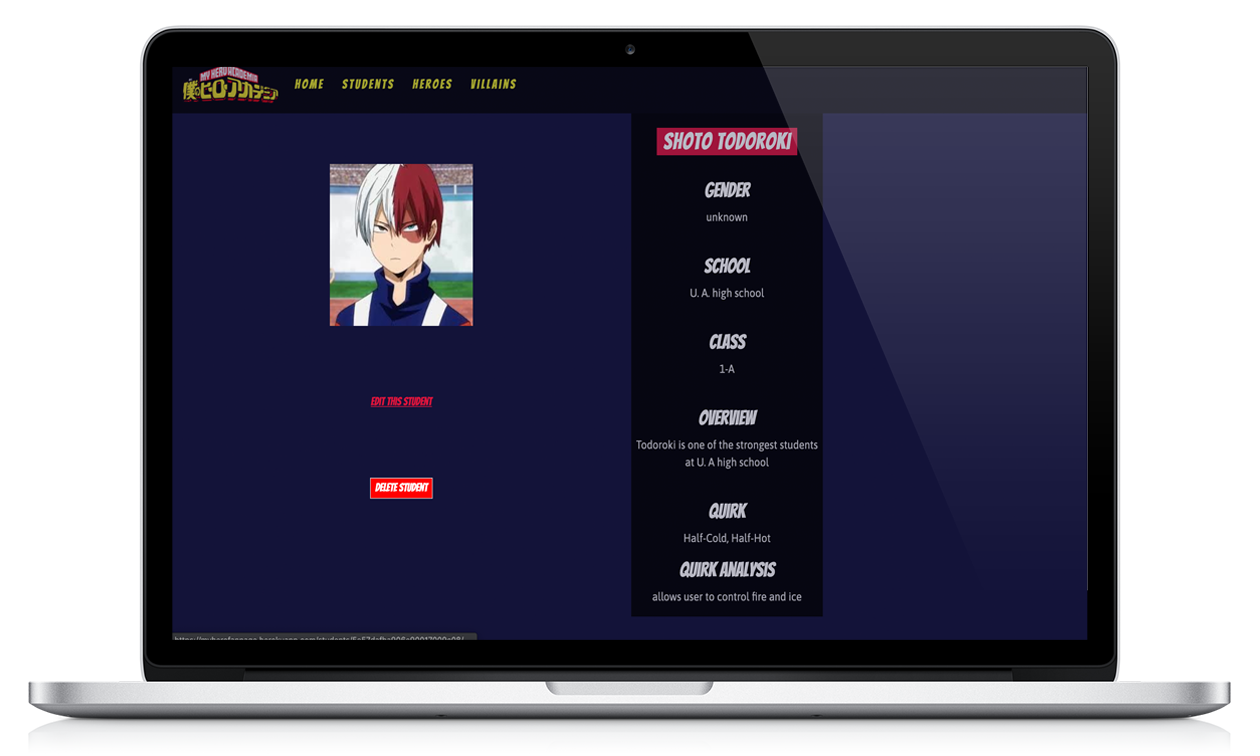 MY HERO ACADEMIA
僕のヒーローアカデミア
HOME STUDENTS HEROES VILLAINS
SHOTO TODOROKI
GENDER
unknown
SCHOOL
U. A. high school
CLASS
1-A
OVERVIEW
Todoroki is one of the strongest students
at U. A high school
QUIRK
Half-Cold, Half-Hot
QUIRK ANALYSIS
allows user to control fire and ice
EDIT THIS STUDENT
DELETE STUDENT